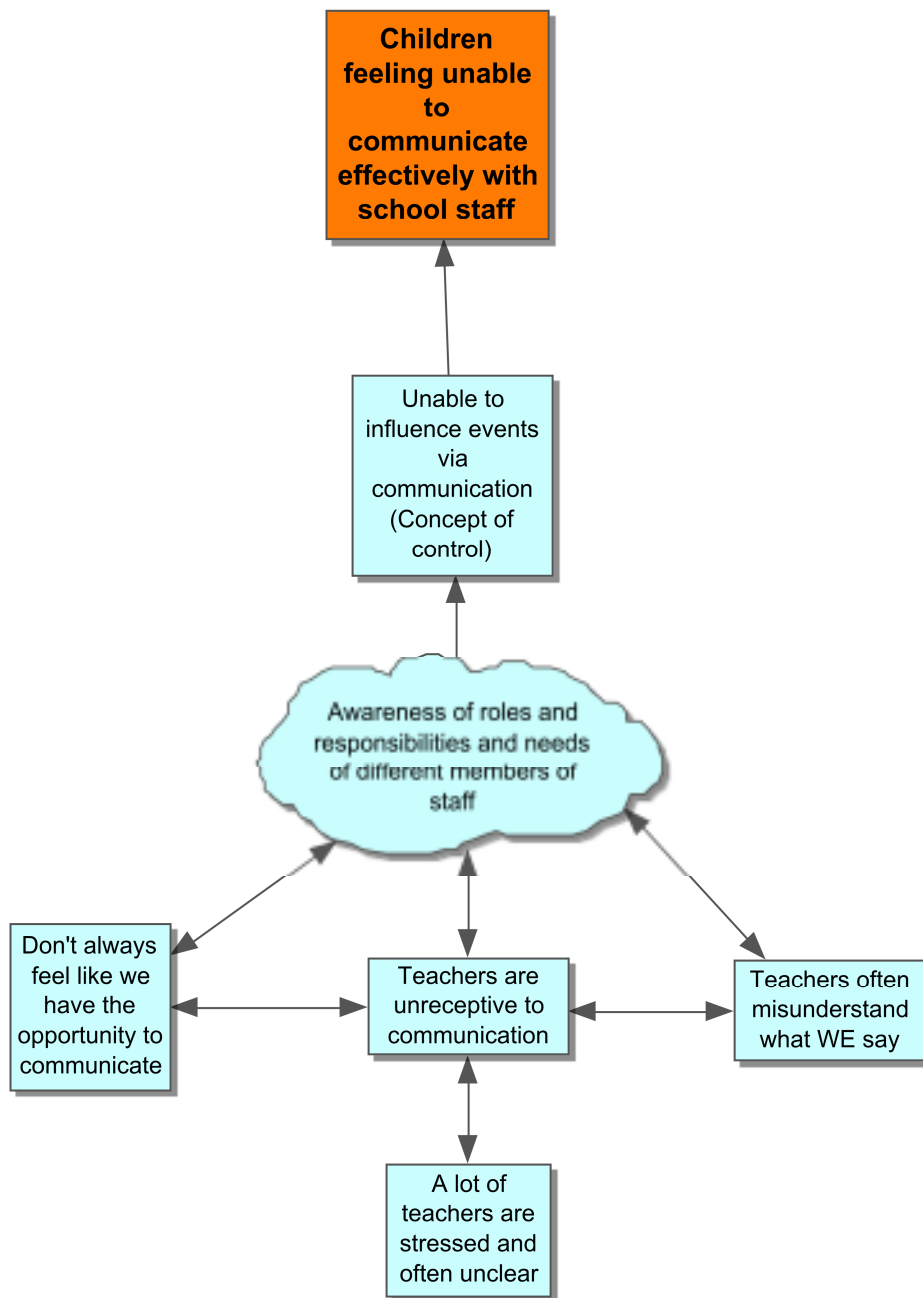 Children
feeling unable
to
communicate
effectively with
school staff
Unable to
influence events
via
communication
(Concept of
control)
Awareness of roles and
responsibilities and needs
of different members of
staff
Don't always
feel like we
have the
opportunity to
communicate
Teachers are
unreceptive to
communication
Teachers often
misunderstand
what WE say
A lot of
teachers are
stressed and
often unclear